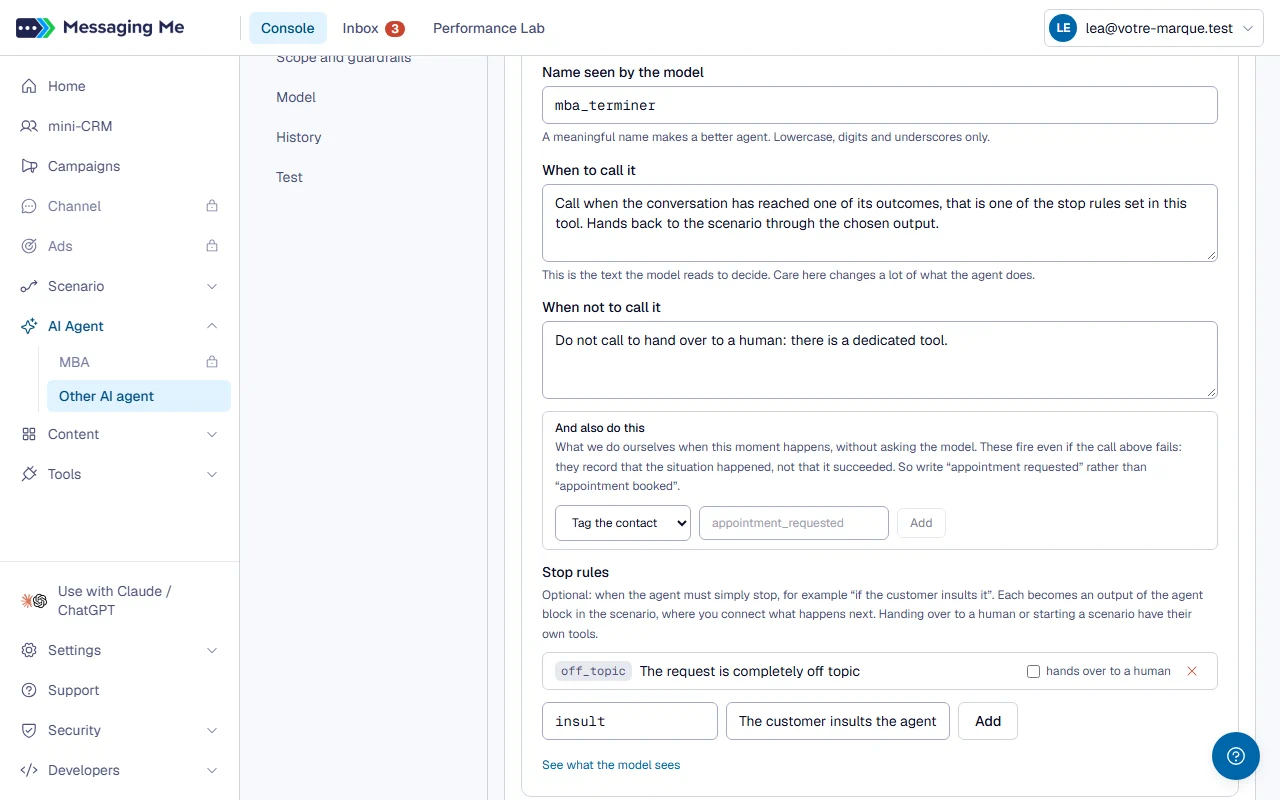 Messaging Me
Console
Inbox 3
Performance Lab
LE lea@votre-marque.test
Home
mini-CRM
Campaigns
Channel
Ads
Scenario
AI Agent
MBA
Other AI agent
Content
Tools
Use with Claude /
ChatGPT
Settings
Support
Security
Developers
Scope and guardrails
Model
History
Test
Name seen by the model
mba_terminer
A meaningful name makes a better agent. Lowercase, digits and underscores only.
When to call it
Call when the conversation has reached one of its outcomes, that is one of the stop rules set in this
tool. Hands back to the scenario through the chosen output.
This is the text the model reads to decide. Care here changes a lot of what the agent does.
When not to call it
Do not call to hand over to a human: there is a dedicated tool.
And also do this
What we do ourselves when this moment happens, without asking the model. These fire even if the call above fails:
they record that the situation happened, not that it succeeded. So write “appointment requested” rather than
“appointment booked”.
Tag the contact
appointment_requested
Add
Stop rules
Optional: when the agent must simply stop, for example “if the customer insults it”. Each becomes an output of the agent
block in the scenario, where you connect what happens next. Handing over to a human or starting a scenario have their
own tools.
off_topic The request is completely off topic
hands over to a human
insult
The customer insults the agent
Add
See what the model sees